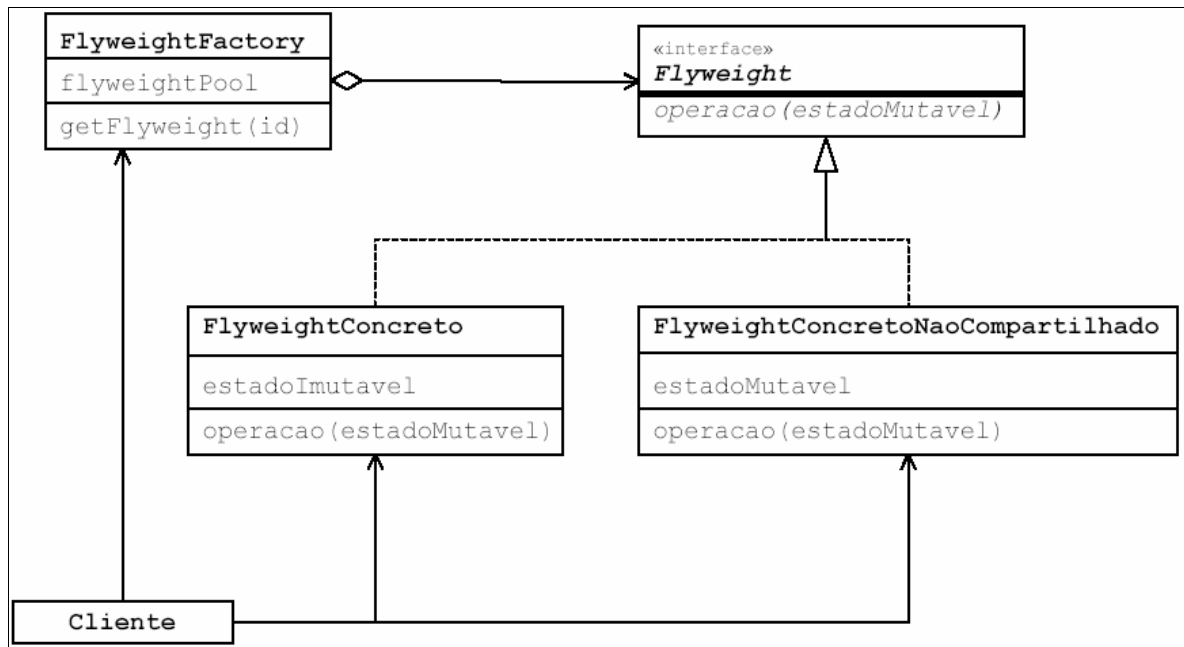 FlyweightFactory
flyweightPool
getFlyweight(id)
«interface»
Flyweight
operacao(estadoMutavel)
FlyweightConcreto
estadoImutavel
operacao(estadoMutavel)
FlyweightConcretoNaoCompartilhado
estadoMutavel
operacao(estadoMutavel)
Cliente